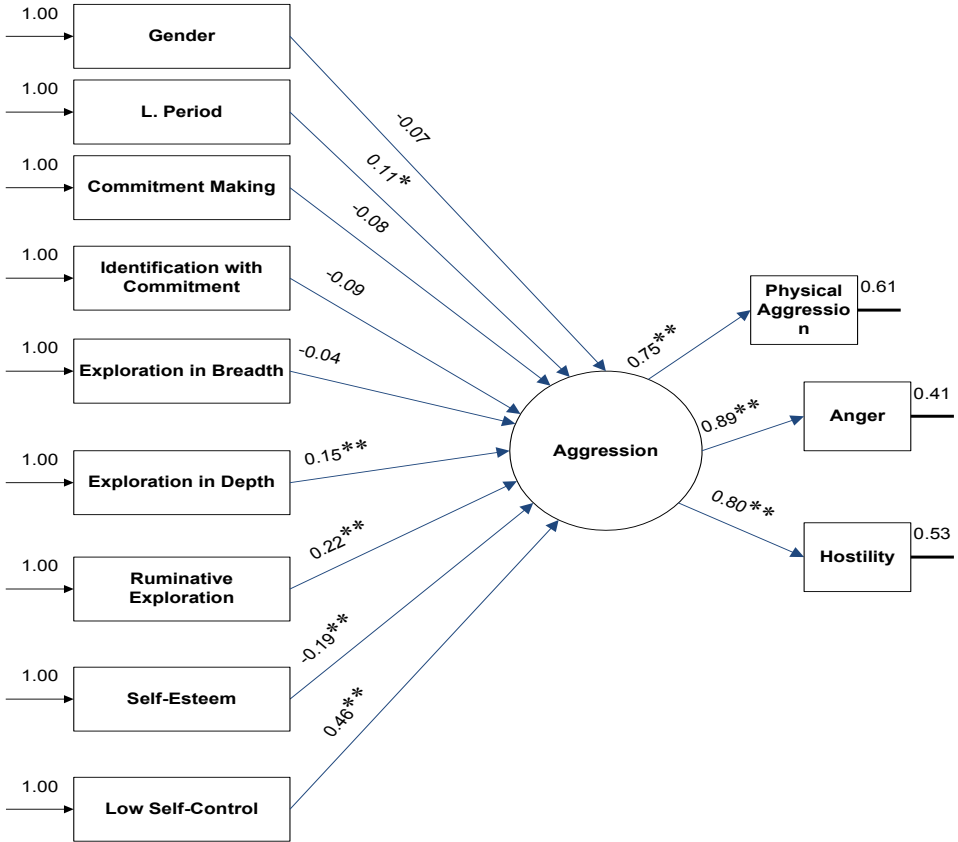 1.00
Gender
1.00
L. Period
1.00
Commitment Making
1.00
Identification with
Commitment
1.00
Exploration in Breadth
1.00
Exploration in Depth
1.00
Ruminative
Exploration
1.00
Self-Esteem
1.00
Low Self-Control
-0.07
0.11*
-0.08
-0.09
-0.04
0.15**
0.22**
-0.19**
0.46**
Aggression
0.75**
0.89**
0.80**
Physical
Aggressio
n
0.61
Anger
0.41
Hostility
0.53